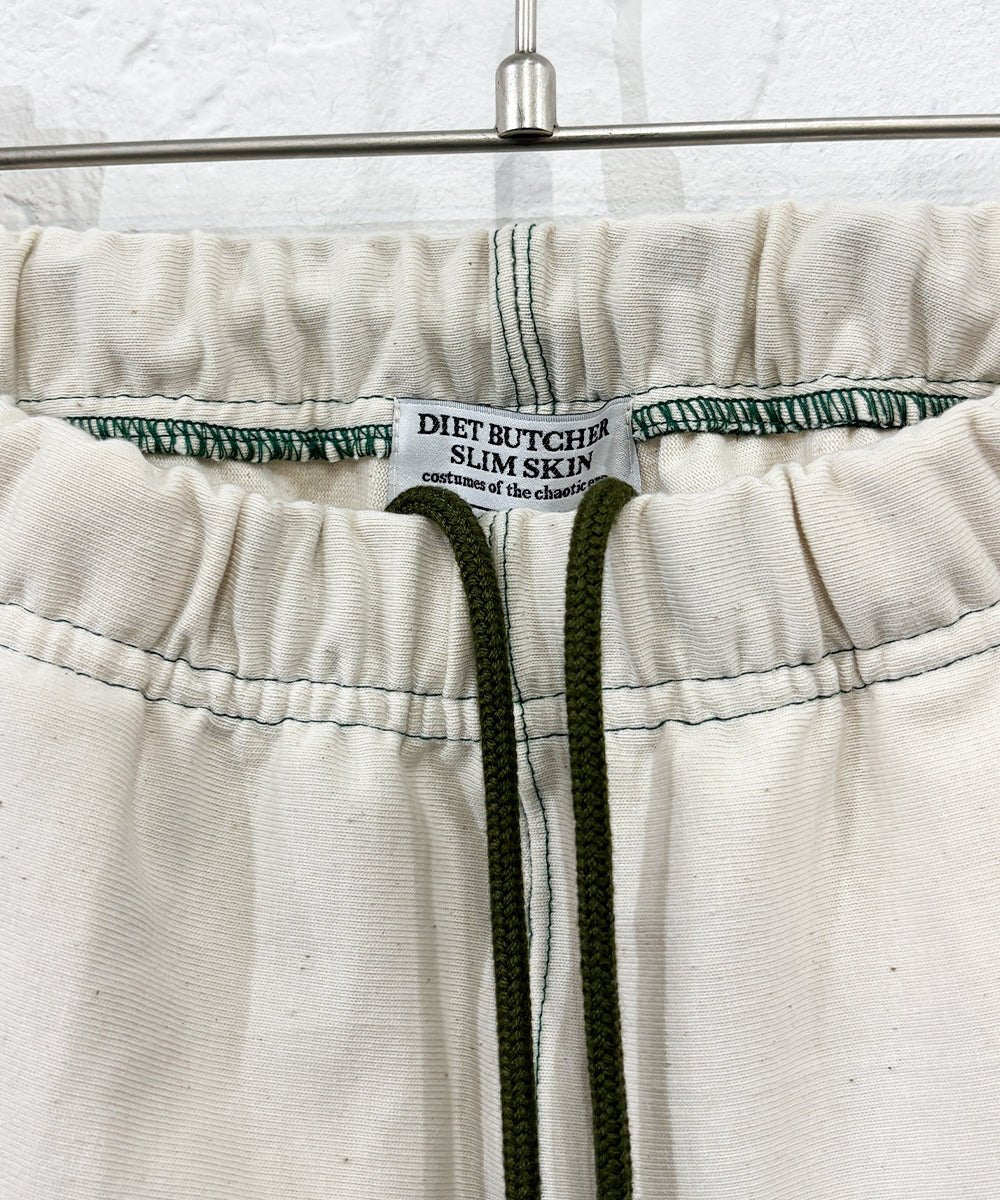 DIET BUTCHER
SLIM SKIN
costumes of the chaotic